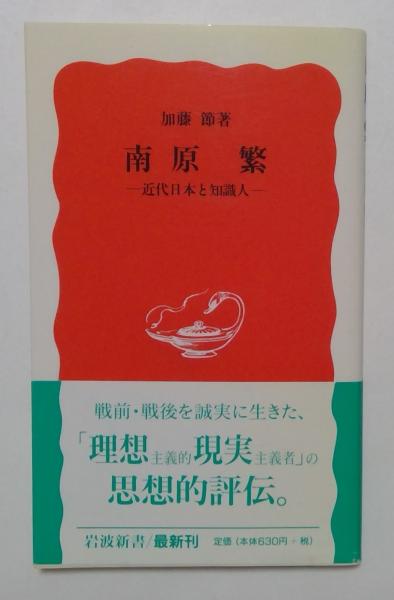 加藤 節著
南原 繁
―近代日本と知識人―
戦前・戦後を誠実に生きた、
「理想主義的現実主義者」の
思想的評伝。
岩波新書/最新刊 定価（本体630円+税）